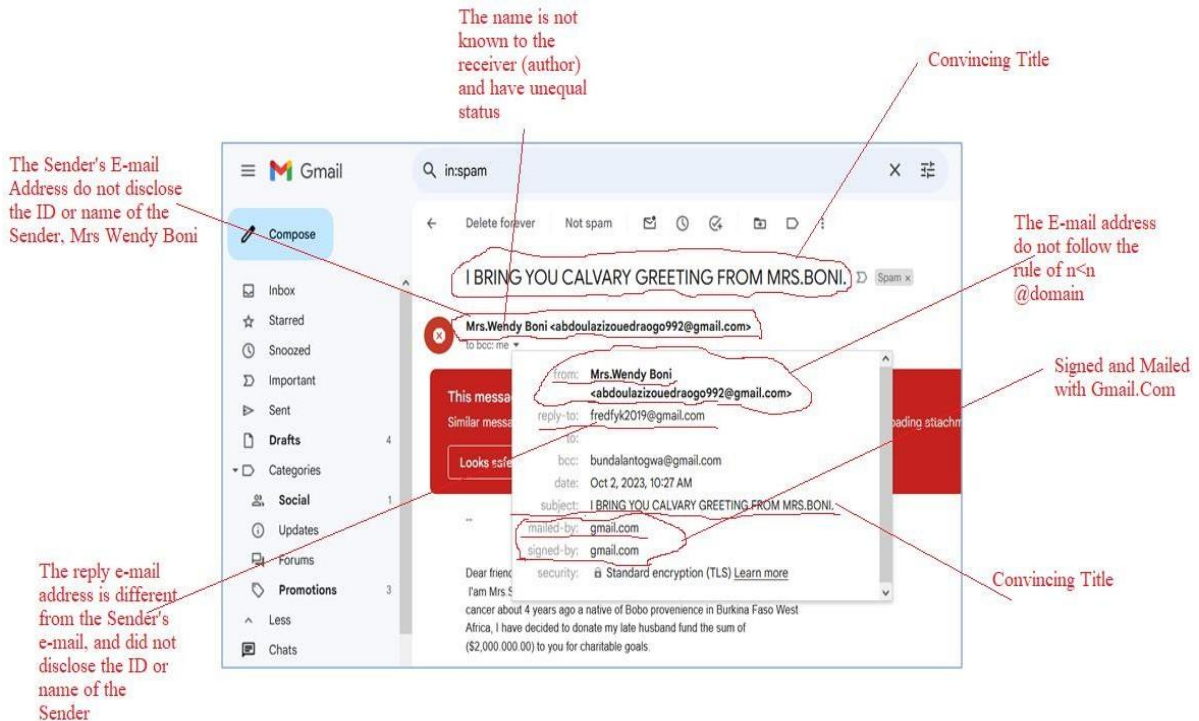 The name is not
known to the
receiver (author)
and have unequal
status
Convincing Title
The Sender's E-mail
Address do not disclose
the ID or name of the
Sender, Mrs Wendy Boni
The E-mail address
do not follow the
rule of n<n
@domain
Signed and Mailed
with Gmail.Com
Convincing Title
The reply e-mail
address is different
from the Sender's
e-mail, and did not
disclose the ID or
name of the
Sender
Gmail
in:spam
Compose
Delete forever Not spam
I BRING YOU CALVARY GREETING FROM MRS.BONI. Spam x
Inbox
Starred
Snoozed
Important
Sent
Drafts 4
Categories
Social 1
Updates
Forums
Promotions 3
Less
Chats
Mrs.Wendy Boni <abdoulazizouedraogo992@gmail.com>
to bcc: me
This messa
Similar messa
oading attachm
Looks safe
from: Mrs.Wendy Boni
<abdoulazizouedraogo992@gmail.com>
reply-to: fredfyk2019@gmail.com
to:
bcc: bundalantogwa@gmail.com
date: Oct 2, 2023, 10:27 AM
subject: I BRING YOU CALVARY GREETING FROM MRS.BONI.
mailed-by: gmail.com
signed-by: gmail.com
security: Standard encryption (TLS) Learn more
--
Dear friend
I'am Mrs S
cancer about 4 years ago a native of Bobo provenience in Burkina Faso West
Africa, I have decided to donate my late husband fund the sum of
($2,000.000.00) to you for charitable goals.